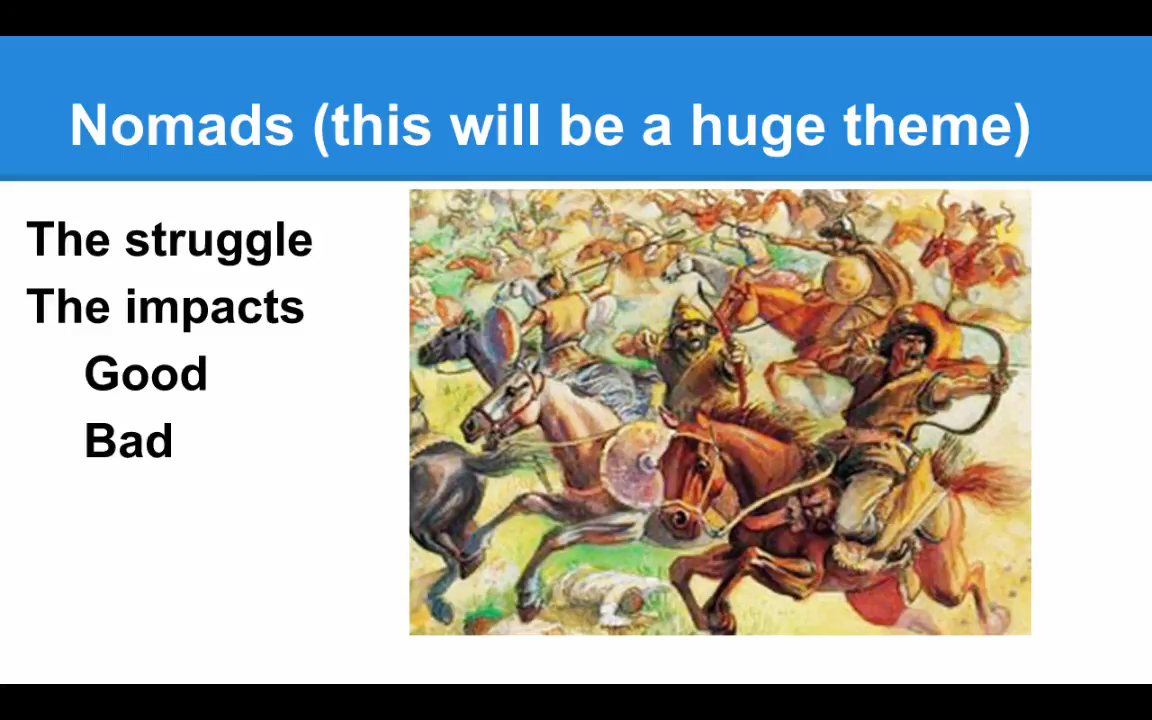 Nomads (this will be a huge theme)
The struggle
The impacts
Good
Bad